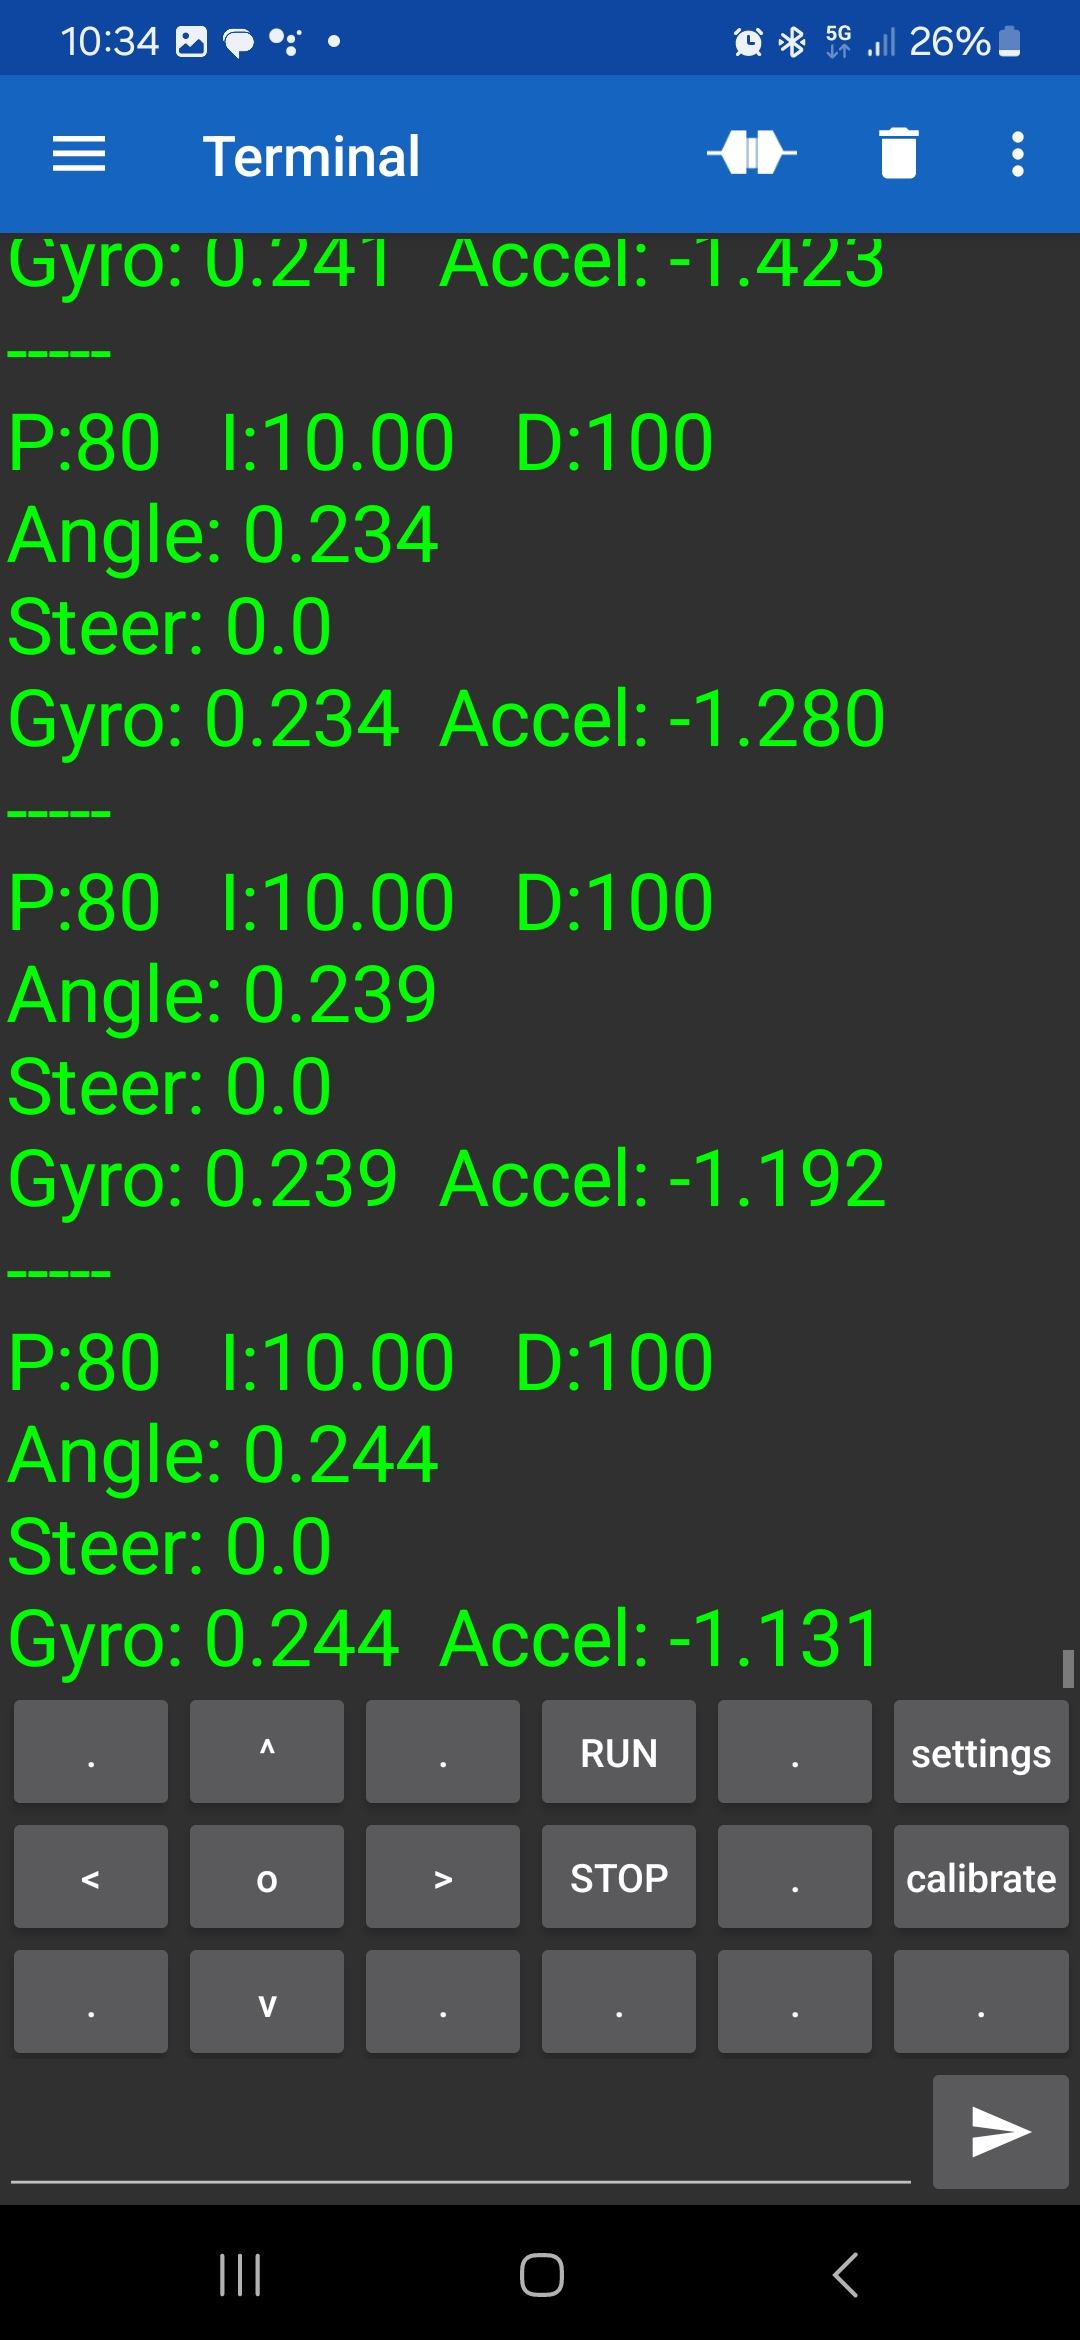 10:34 5G 26%
Terminal
Gyro: 0.241 Accel: -1.423
-----
P:80 I:10.00 D:100
Angle: 0.234
Steer: 0.0
Gyro: 0.234 Accel: -1.280
-----
P:80 I:10.00 D:100
Angle: 0.239
Steer: 0.0
Gyro: 0.239 Accel: -1.192
-----
P:80 I:10.00 D:100
Angle: 0.244
Steer: 0.0
Gyro: 0.244 Accel: -1.131
. ^ . RUN . settings
< o > STOP . calibrate
. v . . . .